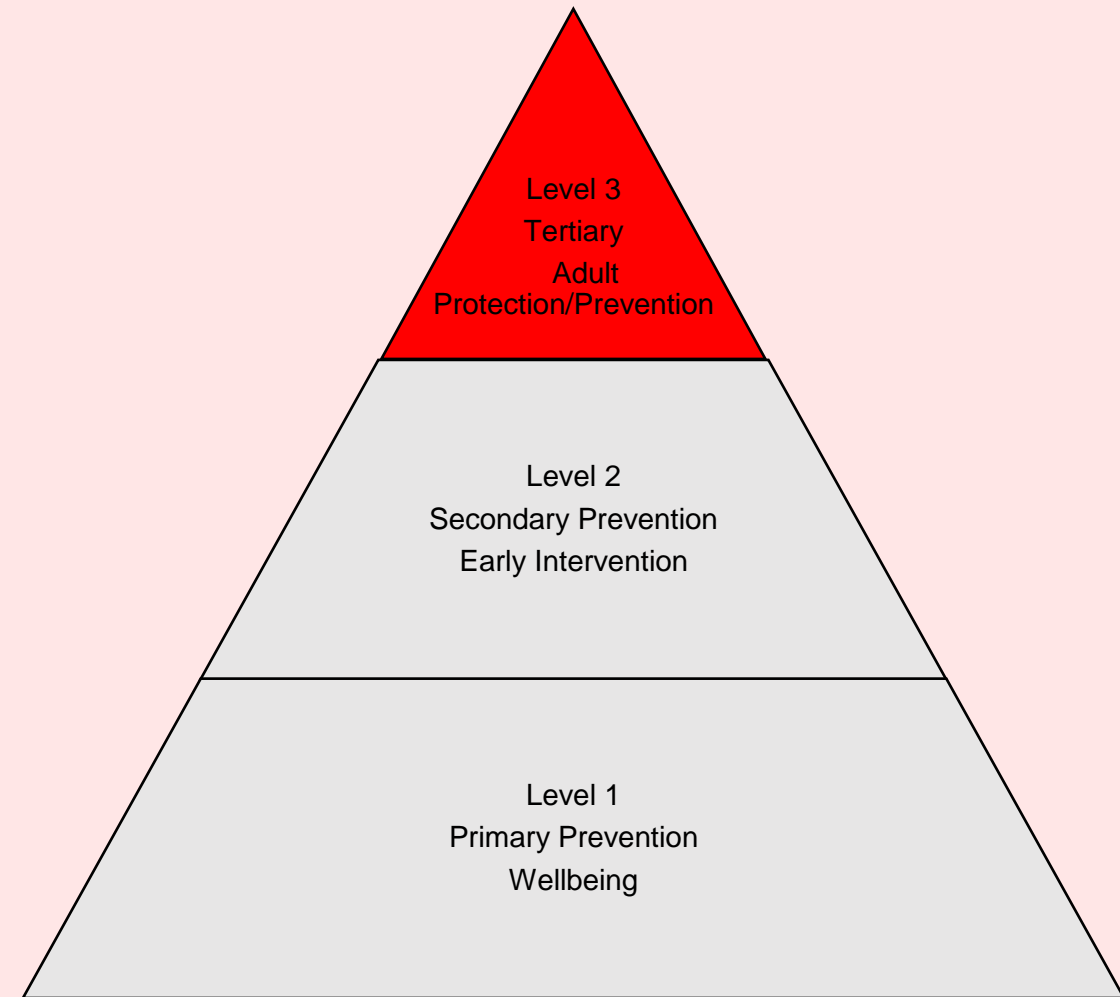 Level 3
Tertiary
Adult
Protection/Prevention
Level 2
Secondary Prevention
Early Intervention
Level 1
Primary Prevention
Wellbeing